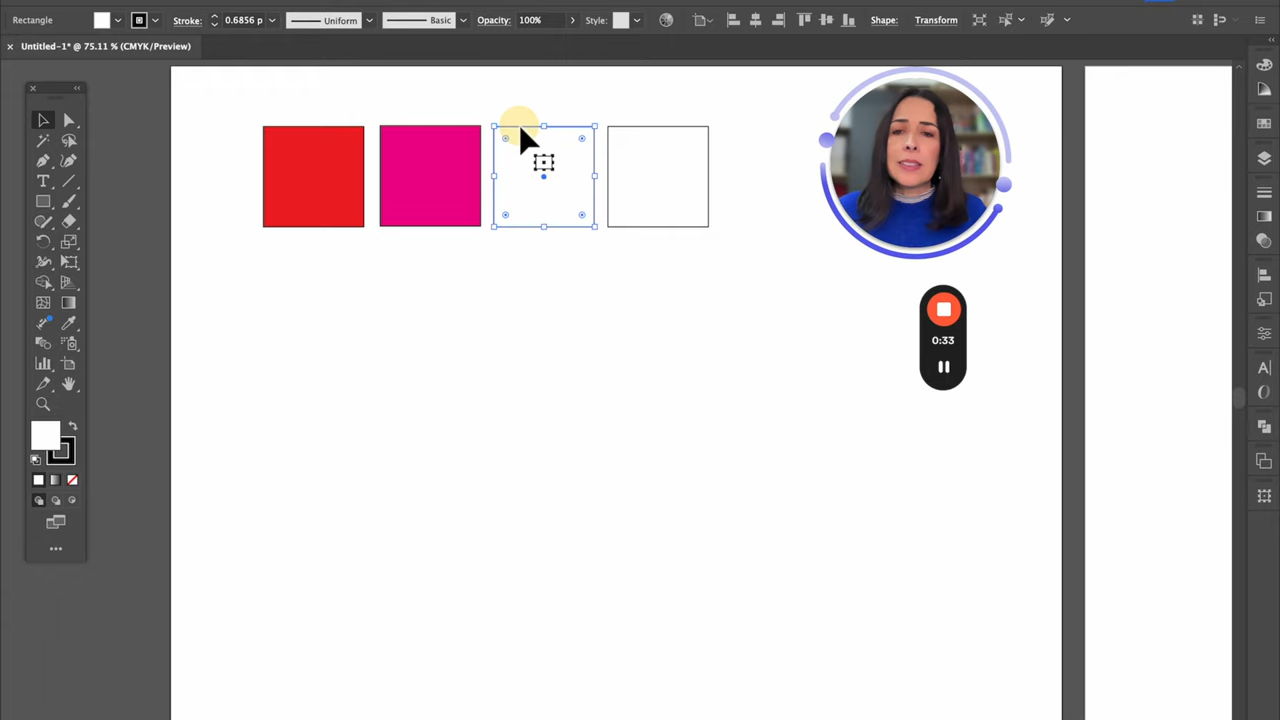 Rectangle Stroke: 0.6856 p Uniform Basic Opacity: 100% Style: Shape: Transform
Untitled-1* @ 75.11 % (CMYK/Preview)
0:33